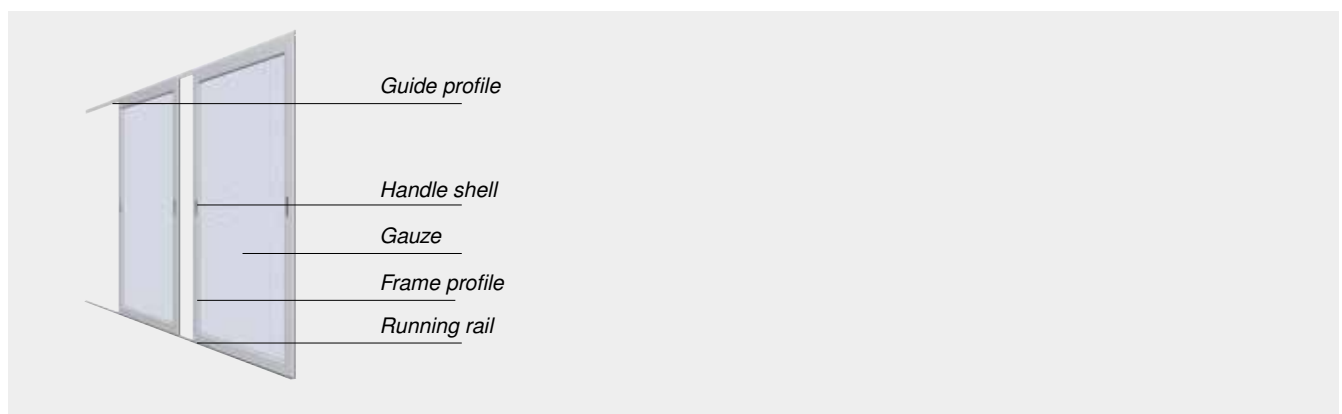 Guide profile
Handle shell
Gauze
Frame profile
Running rail